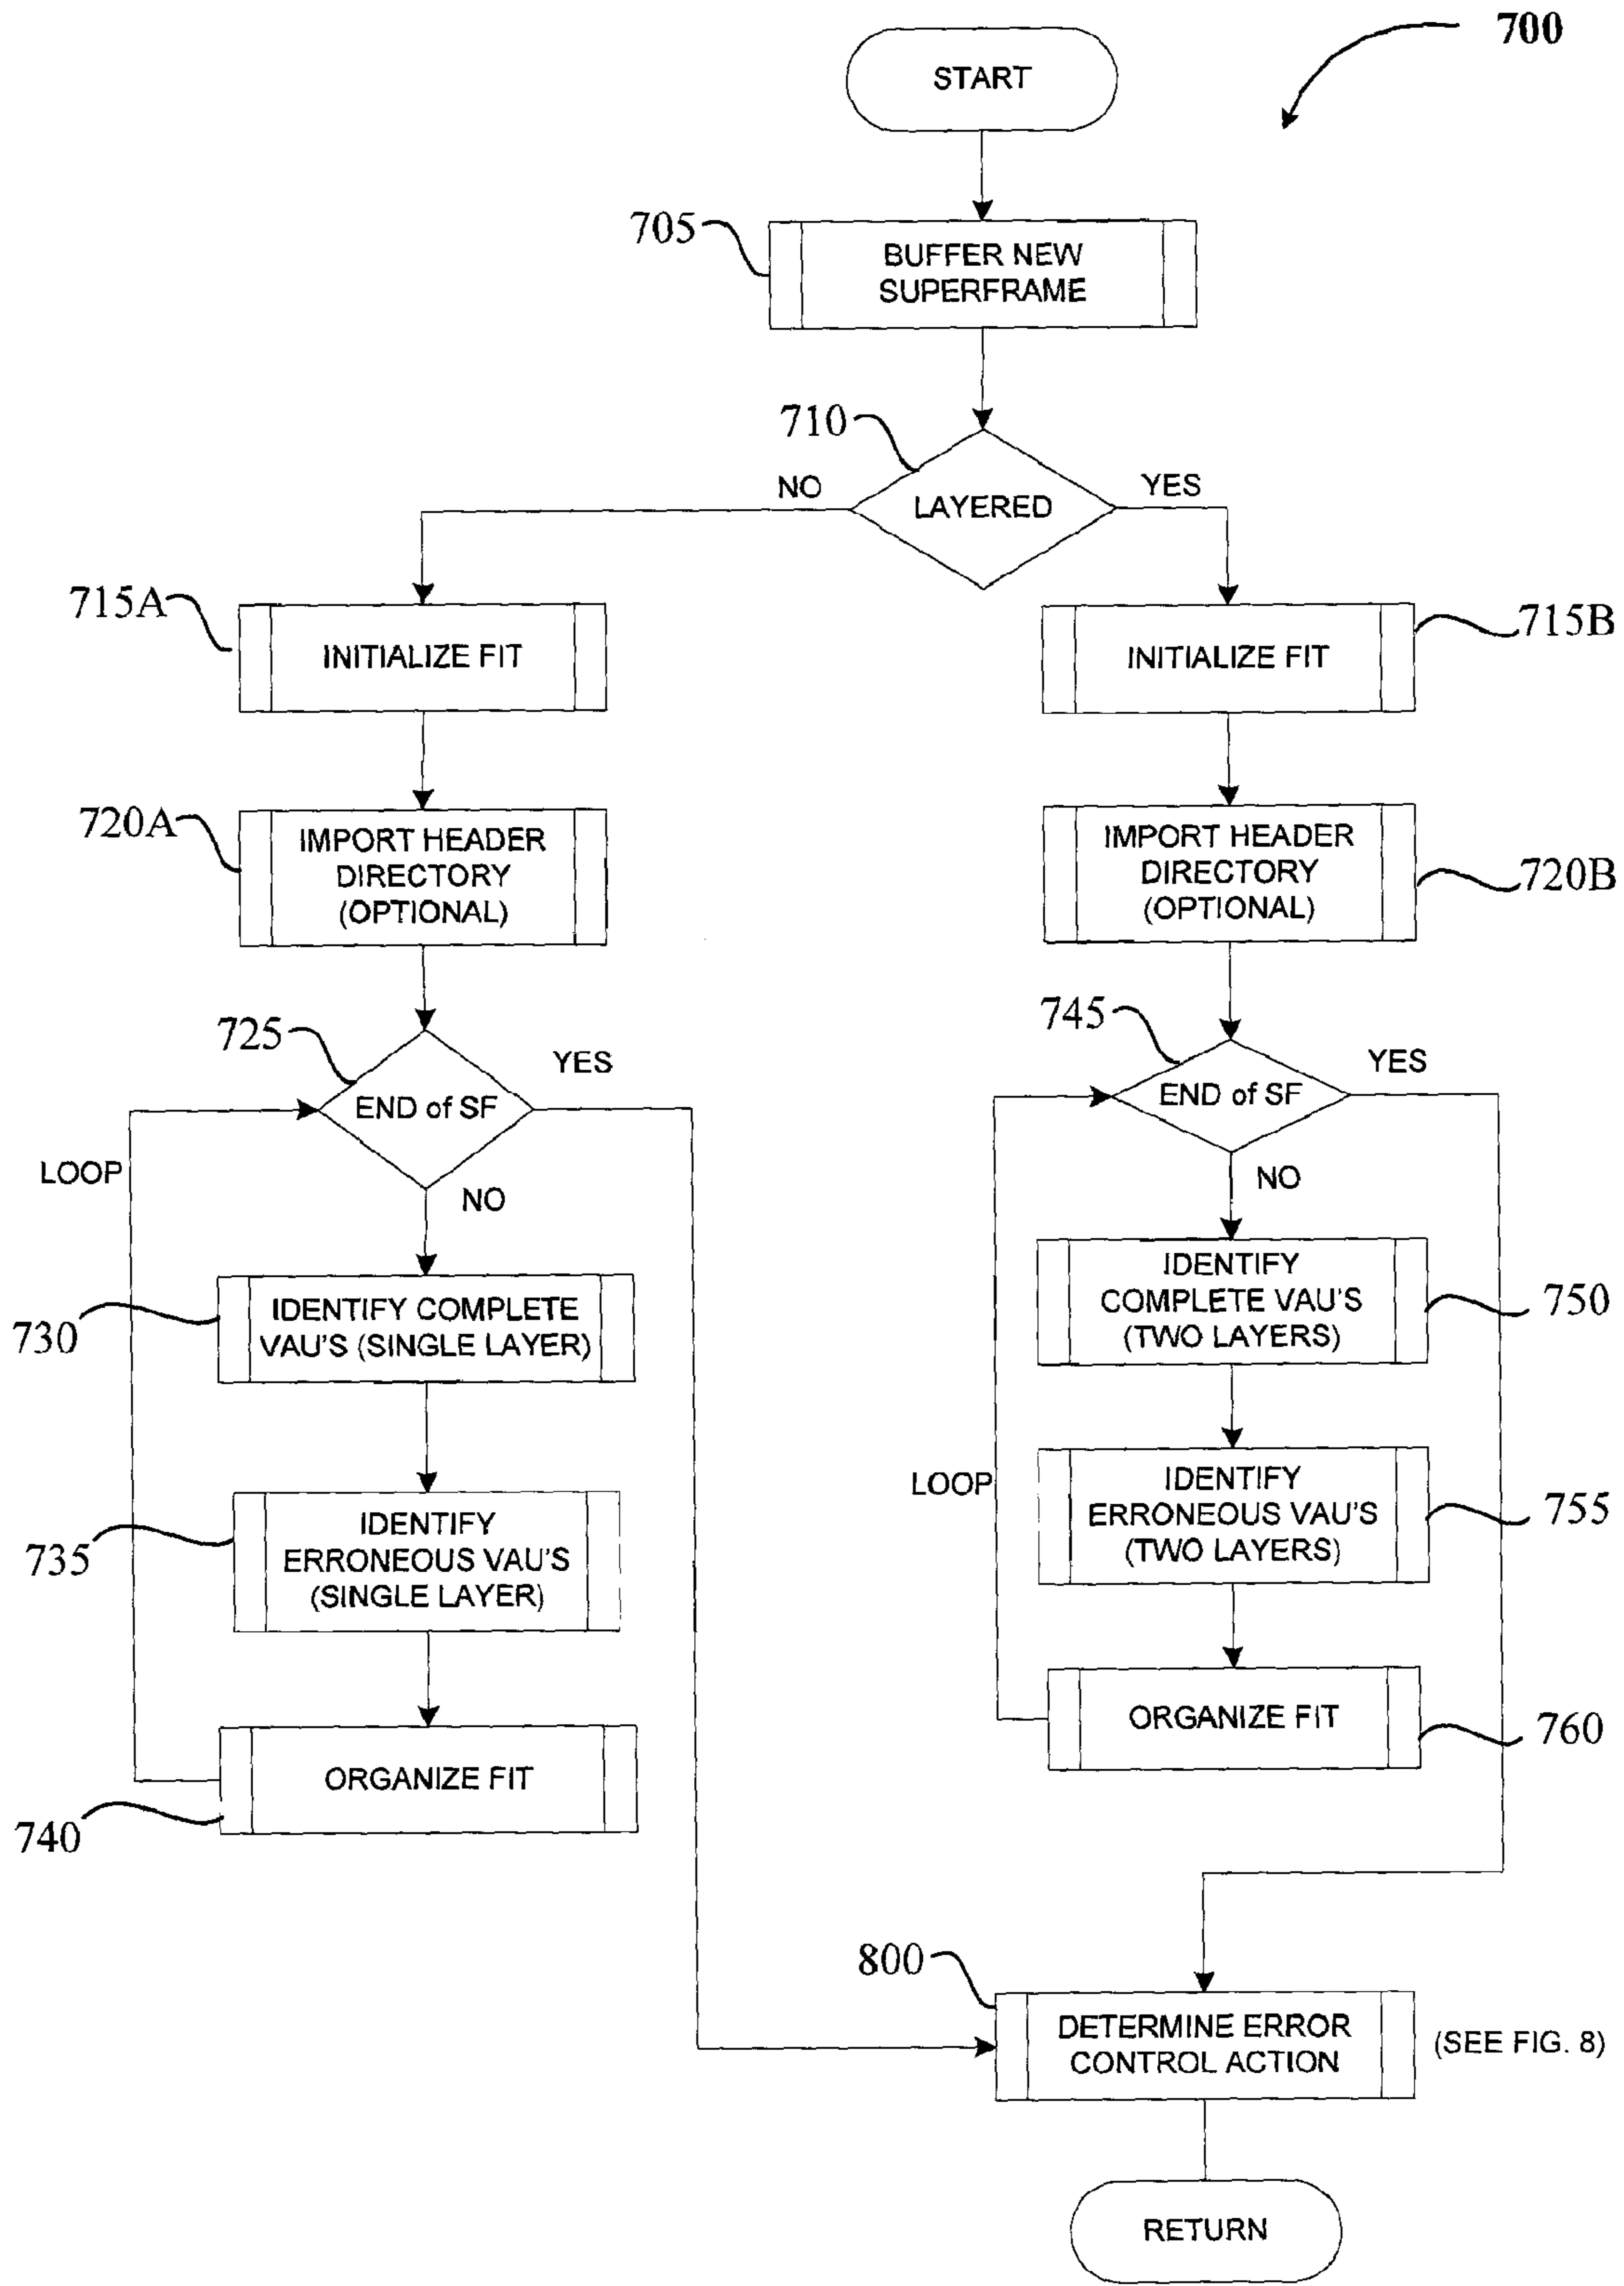 700
START
705
BUFFER NEW
SUPERFRAME
710
LAYERED
NO
YES
715A
INITIALIZE FIT
715B
INITIALIZE FIT
720A
IMPORT HEADER
DIRECTORY
(OPTIONAL)
720B
IMPORT HEADER
DIRECTORY
(OPTIONAL)
725
END of SF
YES
NO
LOOP
745
END of SF
YES
NO
LOOP
730
IDENTIFY COMPLETE
VAU'S (SINGLE LAYER)
750
IDENTIFY
COMPLETE VAU'S
(TWO LAYERS)
735
IDENTIFY
ERRONEOUS VAU'S
(SINGLE LAYER)
755
IDENTIFY
ERRONEOUS VAU'S
(TWO LAYERS)
740
ORGANIZE FIT
760
ORGANIZE FIT
800
DETERMINE ERROR
CONTROL ACTION
(SEE FIG. 8)
RETURN